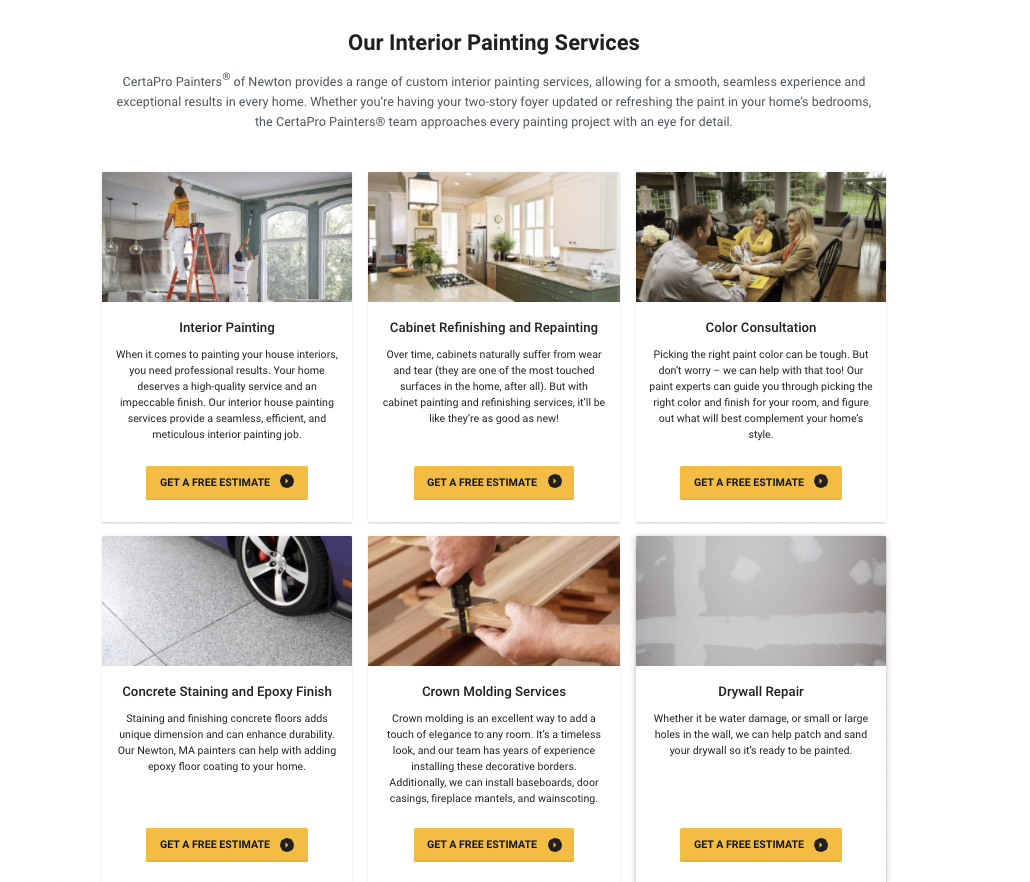 Our Interior Painting Services
CertaPro Painters® of Newton provides a range of custom interior painting services, allowing for a smooth, seamless experience and
exceptional results in every home. Whether you're having your two-story foyer updated or refreshing the paint in your home's bedrooms,
the CertaPro Painters® team approaches every painting project with an eye for detail.
Interior Painting
When it comes to painting your house interiors,
you need professional results. Your home
deserves a high-quality service and an
impeccable finish. Our interior house painting
services provide a seamless, efficient, and
meticulous interior painting job.
GET A FREE ESTIMATE
Cabinet Refinishing and Repainting
Over time, cabinets naturally suffer from wear
and tear (they are one of the most touched
surfaces in the home, after all). But with
cabinet painting and refinishing services, it'll be
like they're as good as new!
GET A FREE ESTIMATE
Color Consultation
Picking the right paint color can be tough. But
don't worry – we can help with that too! Our
paint experts can guide you through picking the
right color and finish for your room, and figure
out what will best complement your home's
style.
GET A FREE ESTIMATE
Concrete Staining and Epoxy Finish
Staining and finishing concrete floors adds
unique dimension and can enhance durability.
Our Newton, MA painters can help with adding
epoxy floor coating to your home.
GET A FREE ESTIMATE
Crown Molding Services
Crown molding is an excellent way to add a
touch of elegance to any room. It's a timeless
look, and our team has years of experience
installing these decorative borders.
Additionally, we can install baseboards, door
casings, fireplace mantels, and wainscoting.
GET A FREE ESTIMATE
Drywall Repair
Whether it be water damage, or small or large
holes in the wall, we can help patch and sand
your drywall so it's ready to be painted.
GET A FREE ESTIMATE